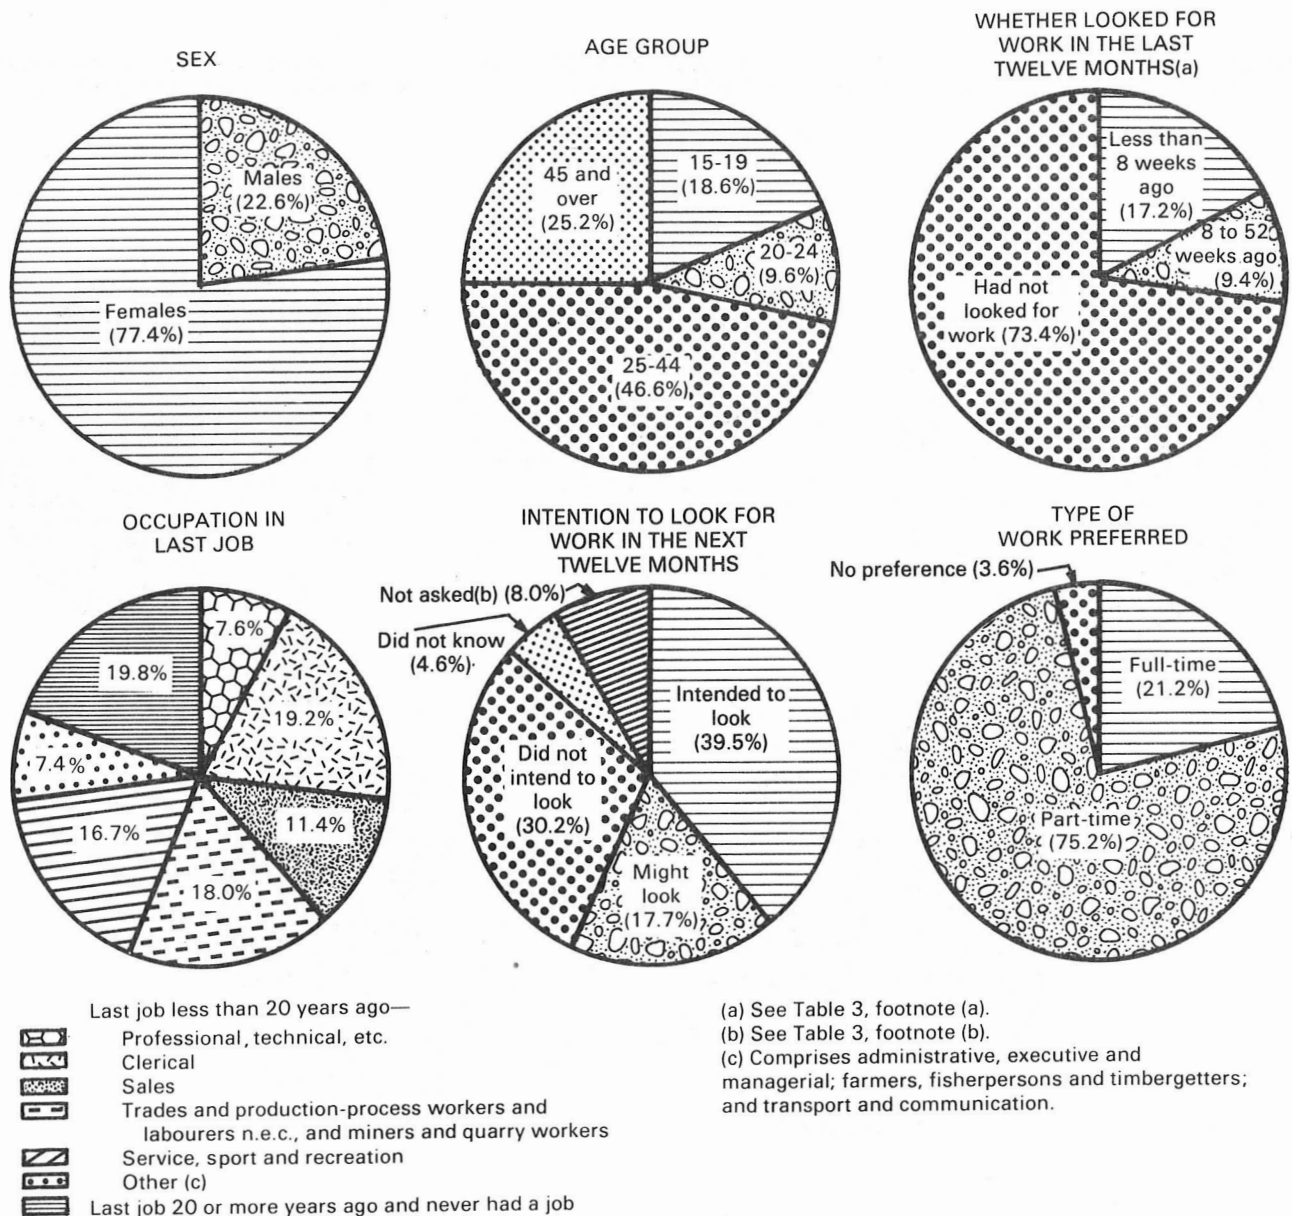 SEX
Males
(22.6%)
Females
(77.4%)
AGE GROUP
15-19
(18.6%)
20-24
(9.6%)
25-44
(46.6%)
45 and
over
(25.2%)
WHETHER LOOKED FOR
WORK IN THE LAST
TWELVE MONTHS(a)
Less than
8 weeks
ago
(17.2%)
8 to 52
weeks ago
(9.4%)
Had not
looked for
work (73.4%)
OCCUPATION IN
LAST JOB
7.6%
19.2%
11.4%
18.0%
16.7%
7.4%
19.8%
INTENTION TO LOOK FOR
WORK IN THE NEXT
TWELVE MONTHS
Not asked(b) (8.0%)
Did not know
(4.6%)
Intended to
look
(39.5%)
Did not
intend to
look
(30.2%)
Might
look
(17.7%)
TYPE OF
WORK PREFERRED
No preference (3.6%)
Full-time
(21.2%)
Part-time
(75.2%)
Last job less than 20 years ago—
Professional, technical, etc.
Clerical
Sales
Trades and production-process workers and
labourers n.e.c., and miners and quarry workers
Service, sport and recreation
Other (c)
Last job 20 or more years ago and never had a job
(a) See Table 3, footnote (a).
(b) See Table 3, footnote (b).
(c) Comprises administrative, executive and
managerial; farmers, fisherpersons and timbergetters;
and transport and communication.